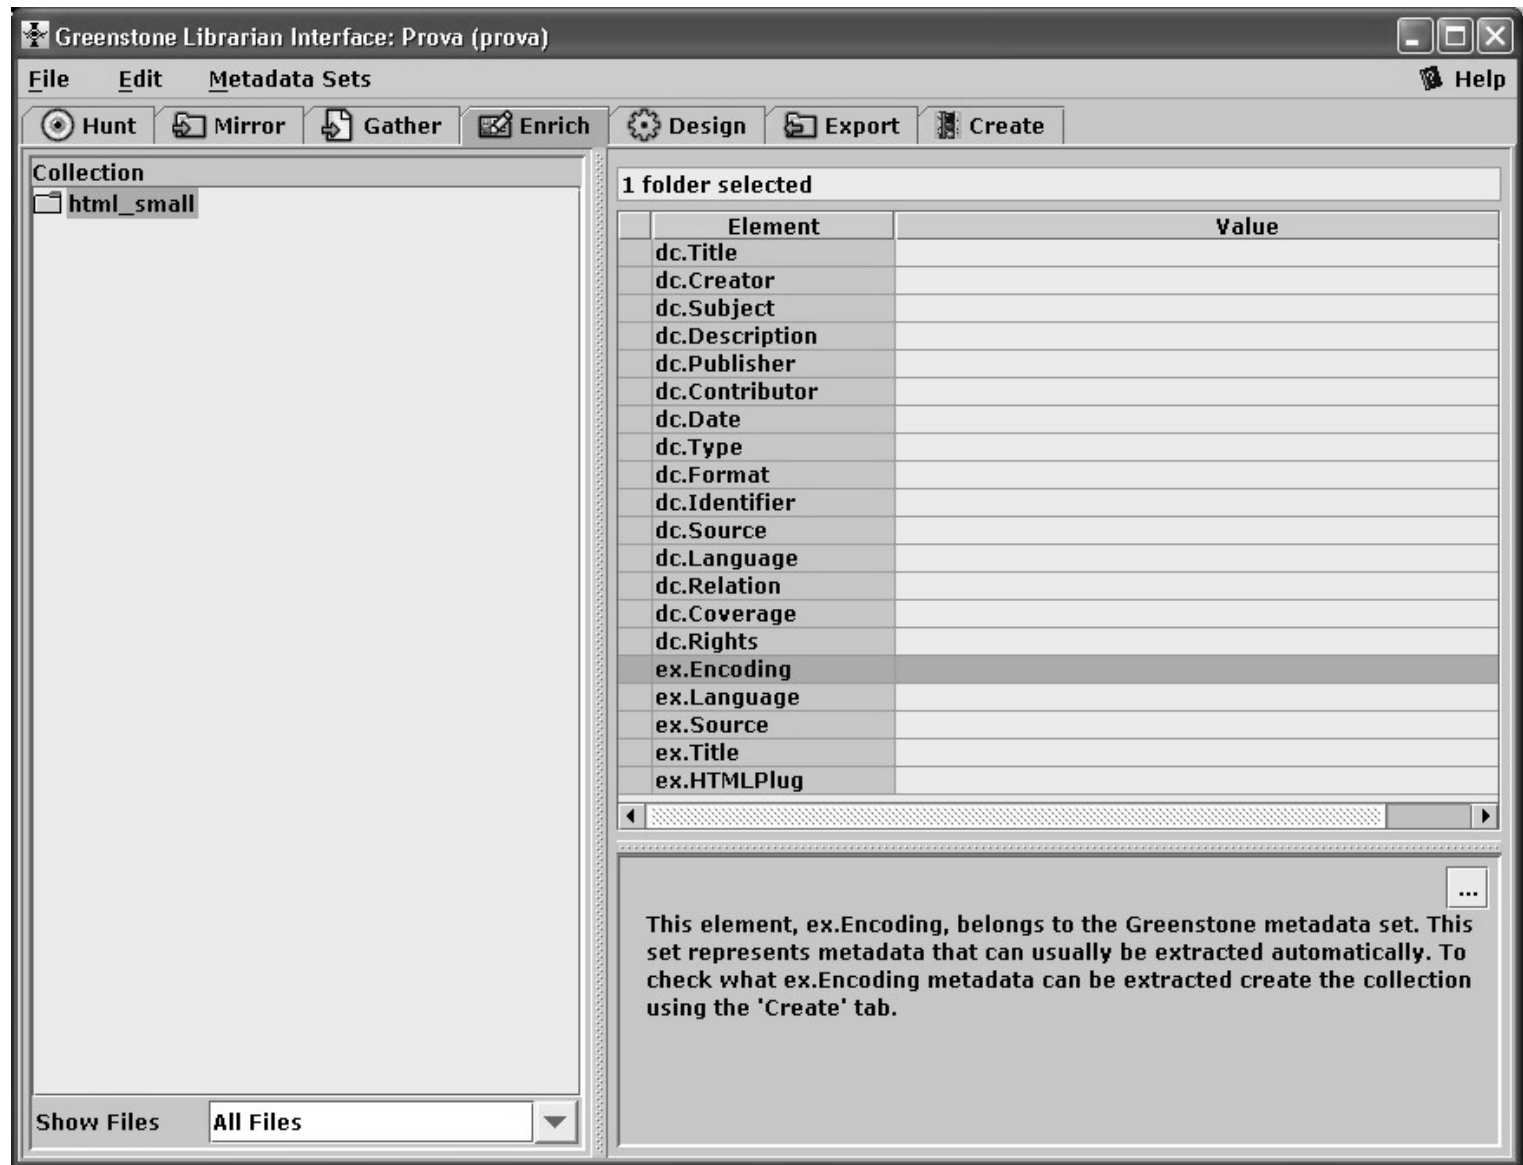 Greenstone Librarian Interface: Prova (prova)
File Edit Metadata Sets Help
Hunt Mirror Gather Enrich Design Export Create
Collection
html_small
Show Files All Files
1 folder selected
Element Value
dc.Title
dc.Creator
dc.Subject
dc.Description
dc.Publisher
dc.Contributor
dc.Date
dc.Type
dc.Format
dc.Identifier
dc.Source
dc.Language
dc.Relation
dc.Coverage
dc.Rights
ex.Encoding
ex.Language
ex.Source
ex.Title
ex.HTMLPlug
...
This element, ex.Encoding, belongs to the Greenstone metadata set. This
set represents metadata that can usually be extracted automatically. To
check what ex.Encoding metadata can be extracted create the collection
using the 'Create' tab.